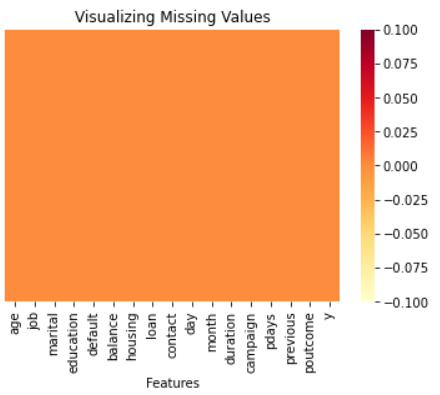 Visualizing Missing Values
0.100
0.075
0.050
0.025
0.000
−0.025
−0.050
−0.075
−0.100
age
job
marital
education
default
balance
housing
loan
contact
day
month
duration
campaign
pdays
previous
poutcome
y
Features